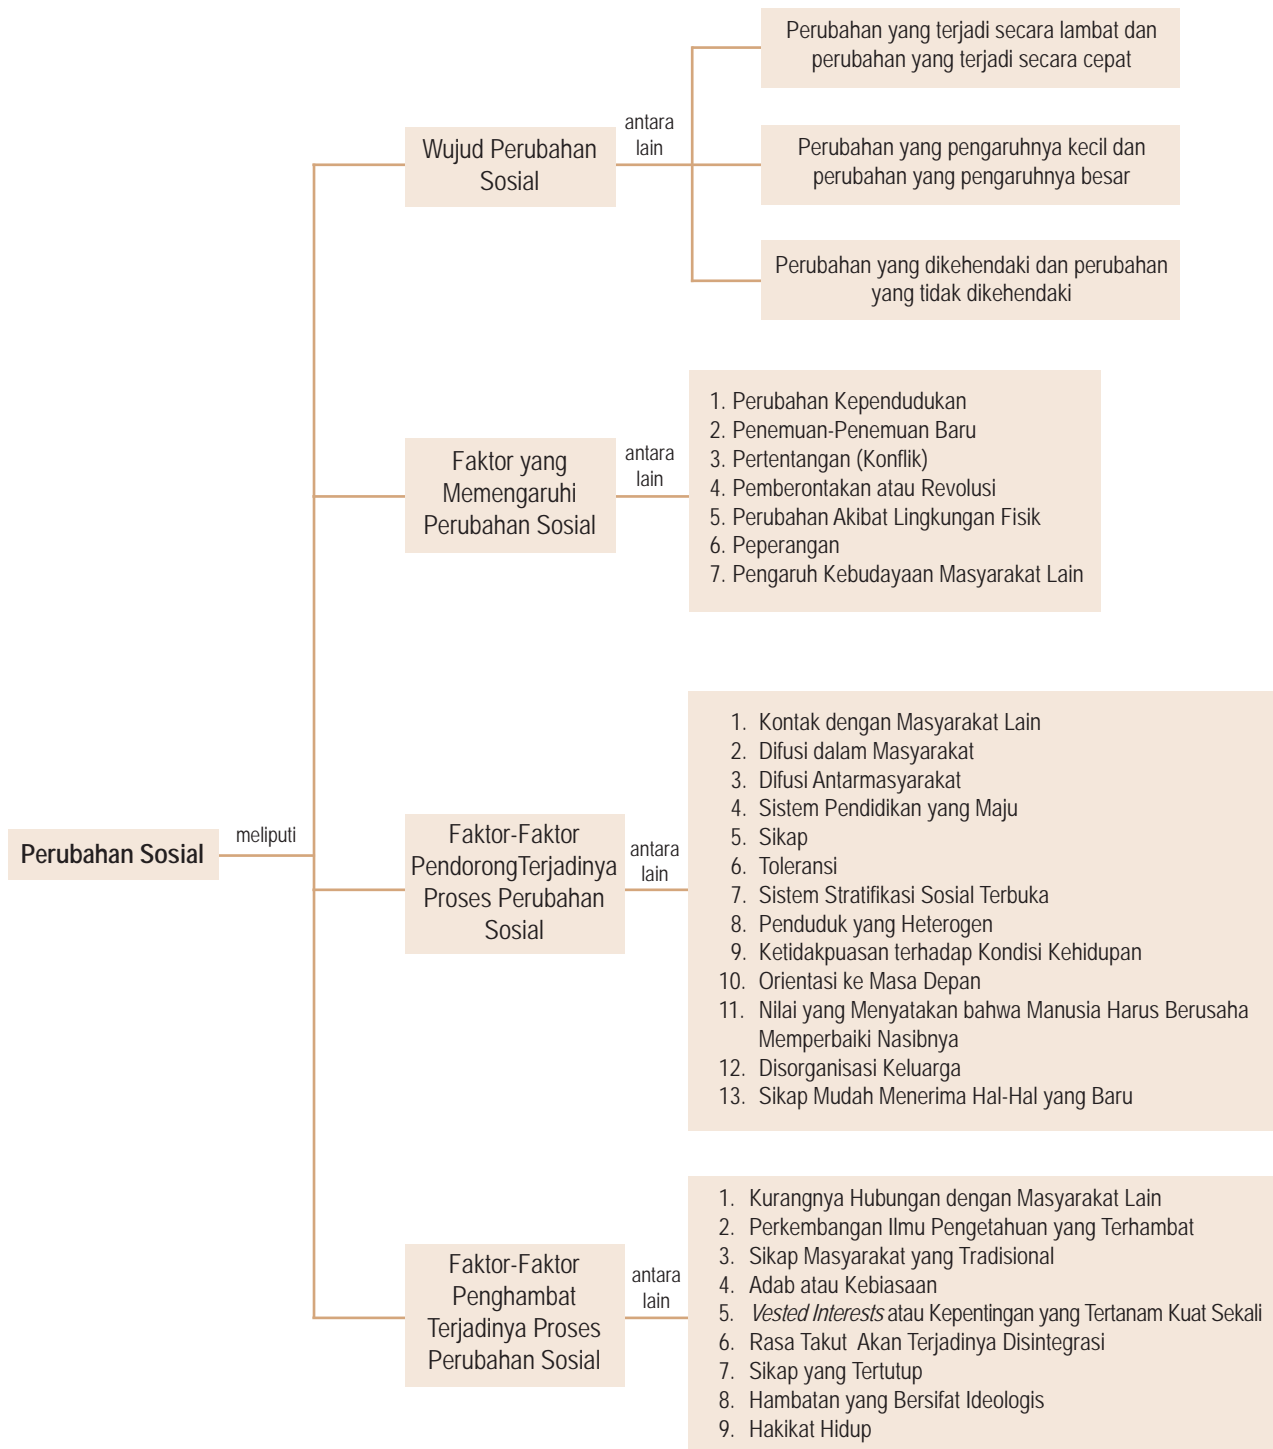 Perubahan Sosial
meliputi
Wujud Perubahan
Sosial
antara
lain
Perubahan yang terjadi secara lambat dan
perubahan yang terjadi secara cepat
Perubahan yang pengaruhnya kecil dan
perubahan yang pengaruhnya besar
Perubahan yang dikehendaki dan perubahan
yang tidak dikehendaki
Faktor yang
Memengaruhi
Perubahan Sosial
antara
lain
1. Perubahan Kependudukan
2. Penemuan-Penemuan Baru
3. Pertentangan (Konflik)
4. Pemberontakan atau Revolusi
5. Perubahan Akibat Lingkungan Fisik
6. Peperangan
7. Pengaruh Kebudayaan Masyarakat Lain
Faktor-Faktor
PendorongTerjadinya
Proses Perubahan
Sosial
antara
lain
1. Kontak dengan Masyarakat Lain
2. Difusi dalam Masyarakat
3. Difusi Antarmasyarakat
4. Sistem Pendidikan yang Maju
5. Sikap
6. Toleransi
7. Sistem Stratifikasi Sosial Terbuka
8. Penduduk yang Heterogen
9. Ketidakpuasan terhadap Kondisi Kehidupan
10. Orientasi ke Masa Depan
11. Nilai yang Menyatakan bahwa Manusia Harus Berusaha
Memperbaiki Nasibnya
12. Disorganisasi Keluarga
13. Sikap Mudah Menerima Hal-Hal yang Baru
Faktor-Faktor
Penghambat
Terjadinya Proses
Perubahan Sosial
antara
lain
1. Kurangnya Hubungan dengan Masyarakat Lain
2. Perkembangan Ilmu Pengetahuan yang Terhambat
3. Sikap Masyarakat yang Tradisional
4. Adab atau Kebiasaan
5. Vested Interests atau Kepentingan yang Tertanam Kuat Sekali
6. Rasa Takut Akan Terjadinya Disintegrasi
7. Sikap yang Tertutup
8. Hambatan yang Bersifat Ideologis
9. Hakikat Hidup